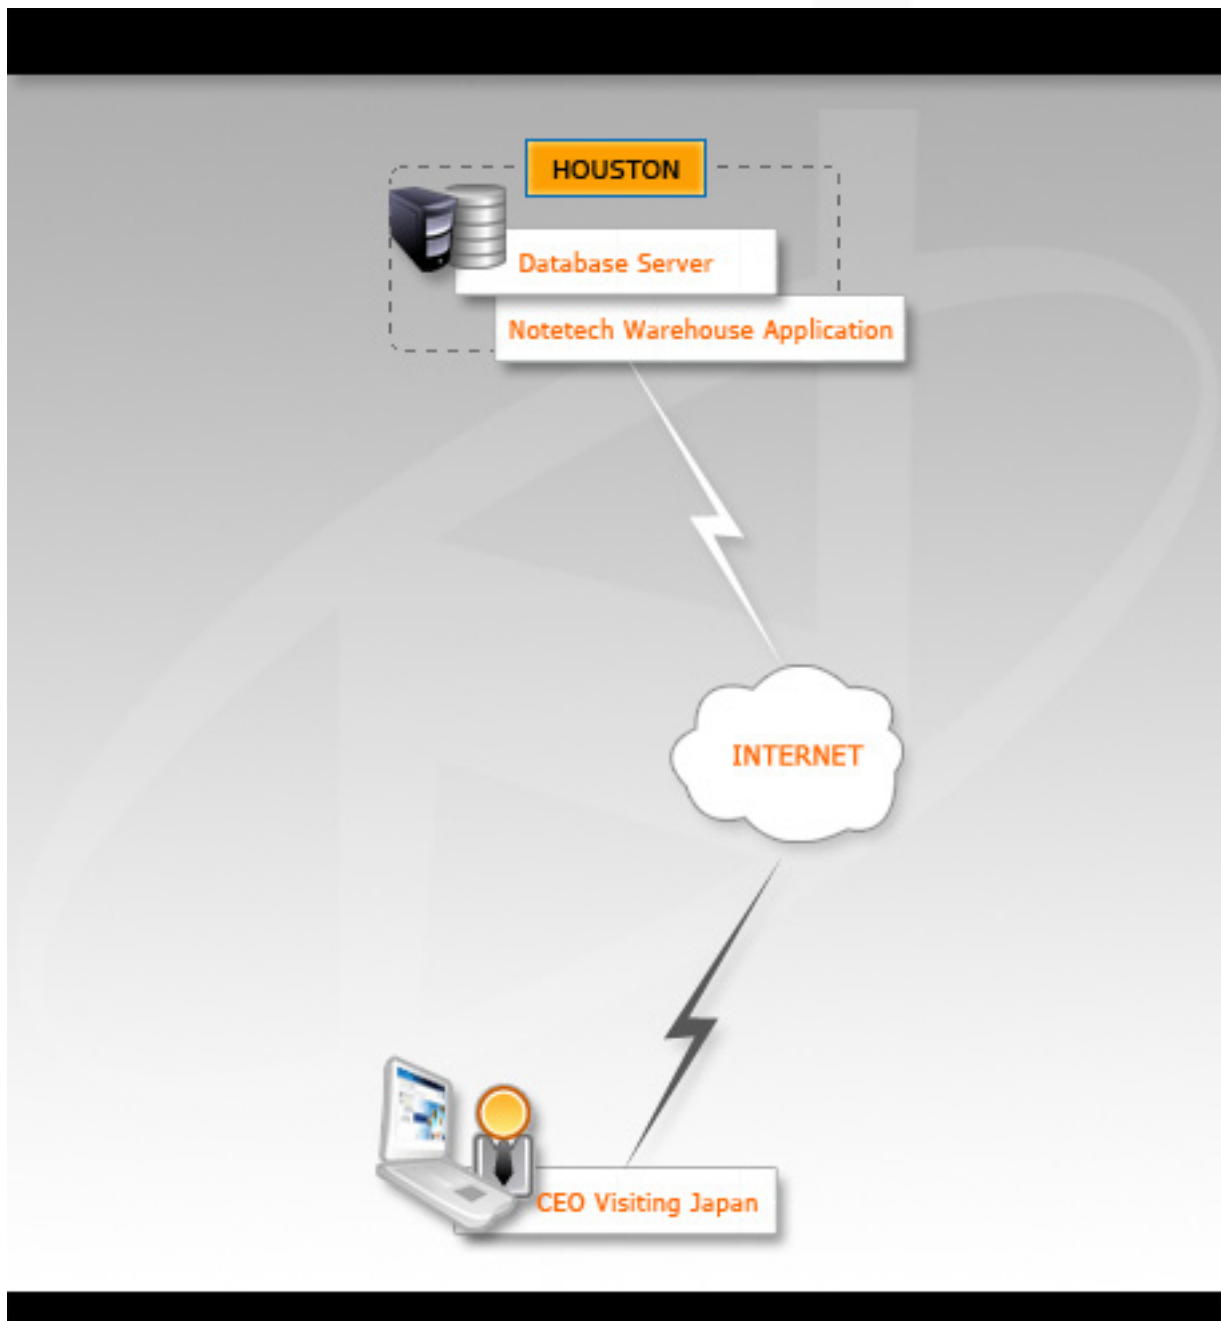 HOUSTON
Database Server
Notetech Warehouse Application
INTERNET
CEO Visiting Japan